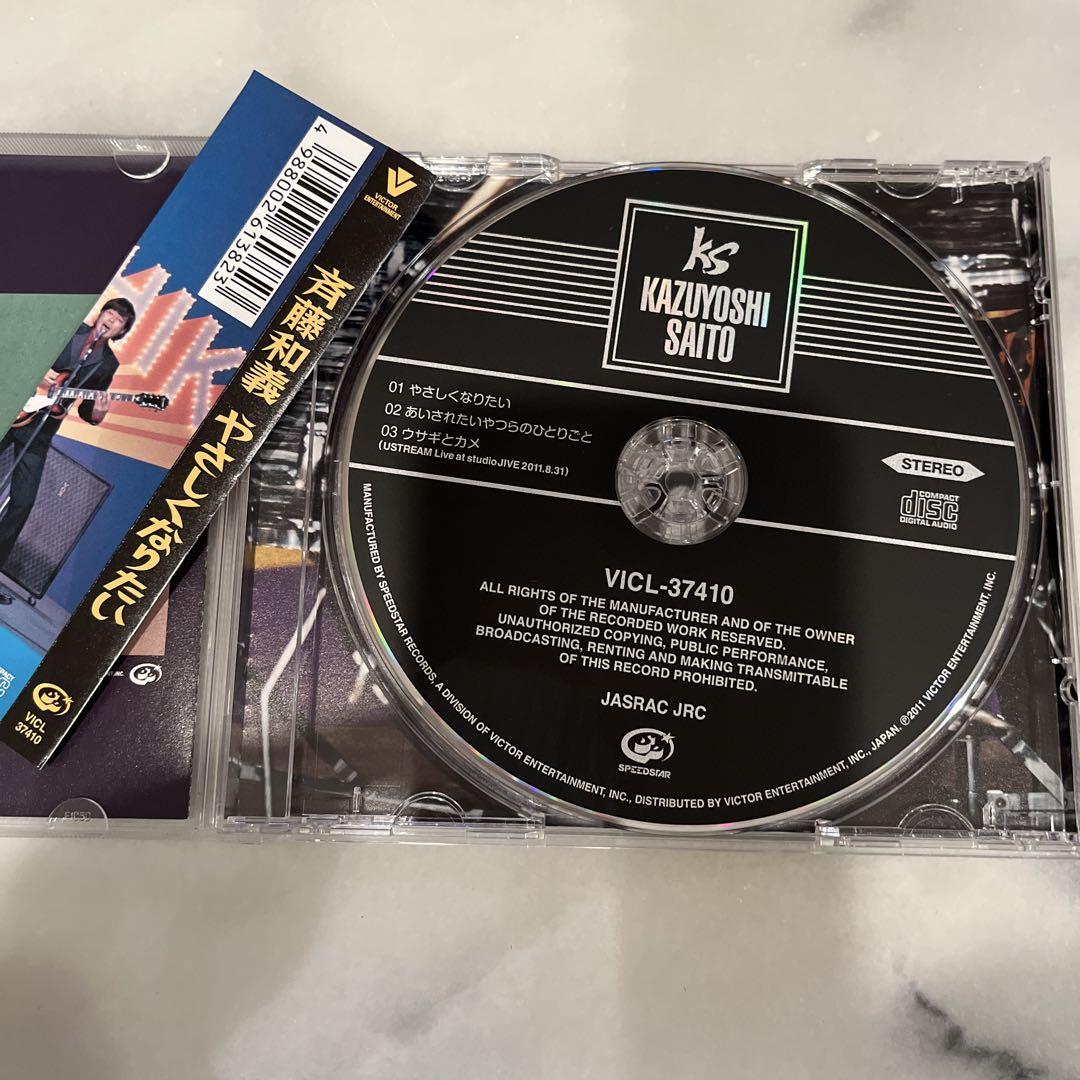 4 988002 613823
VICTOR
ENTERTAINMENT
斉藤和義 やさしくなりたい
VICL
37410
KS
KAZUYOSHI
SAITO
01 やさしくなりたい
02 あいされたいやつらのひとりごと
03 ウサギとカメ
(USTREAM Live at studioJIVE 2011.8.31)
STEREO
COMPACT
disc
DIGITAL AUDIO
VICL-37410
ALL RIGHTS OF THE MANUFACTURER AND OF THE OWNER
OF THE RECORDED WORK RESERVED.
UNAUTHORIZED COPYING, PUBLIC PERFORMANCE,
BROADCASTING, RENTING AND MAKING TRANSMITTABLE
OF THIS RECORD PROHIBITED.
JASRAC JRC
SPEEDSTAR
MANUFACTURED BY SPEEDSTAR RECORDS, A DIVISION OF VICTOR ENTERTAINMENT, INC., DISTRIBUTED BY VICTOR ENTERTAINMENT, INC., JAPAN. ℗2011 VICTOR ENTERTAINMENT, INC.